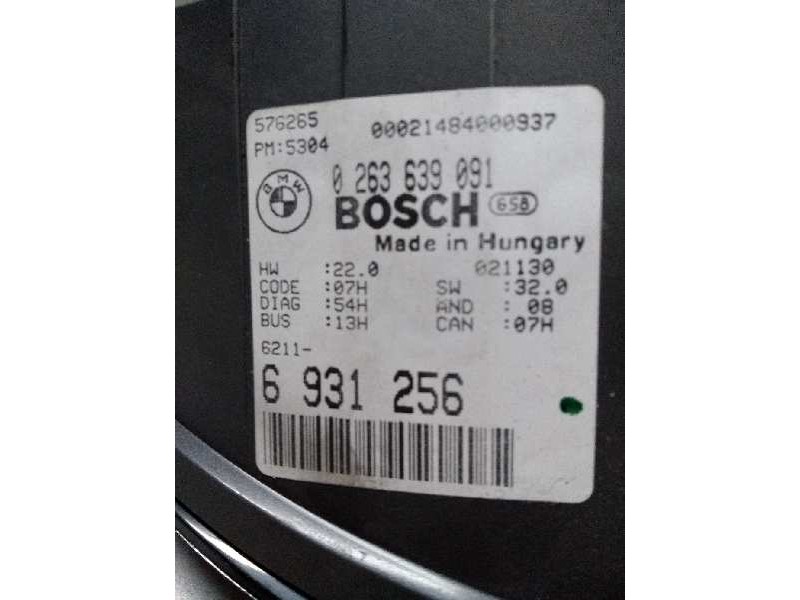 576265 00021484000937
PM:5304
BMW
0 263 639 091
BOSCH 658
Made in Hungary
HW :22.0 021130
CODE :07H SW :32.0
DIAG :54H AND : 08
BUS :13H CAN :07H
6211-
6 931 256